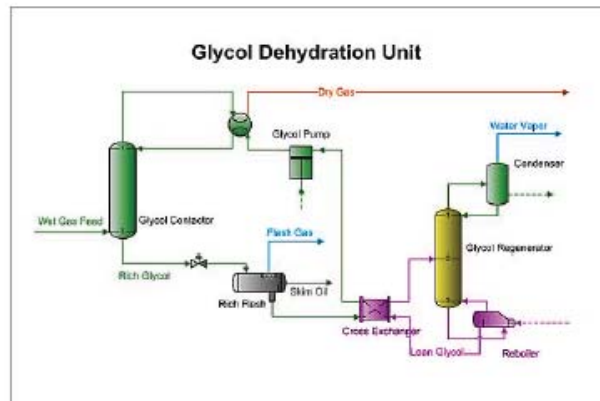 Glycol Dehydration Unit
Dry Gas
Glycol Pump
Water Vapor
Condenser
Wet Gas Feed
Glycol Contactor
Flash Gas
Glycol Regenerator
Rich Glycol
Rich Flash
Skim Oil
Cross Exchanger
Lean Glycol
Reboiler